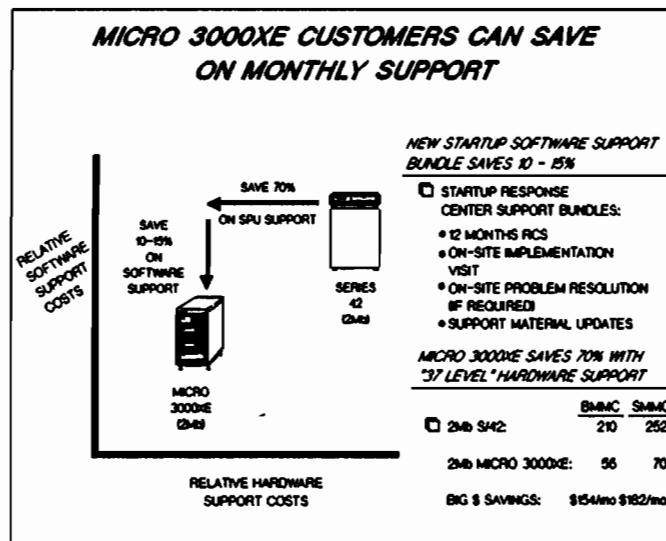 MICRO 3000XE CUSTOMERS CAN SAVE
ON MONTHLY SUPPORT
RELATIVE
SOFTWARE
SUPPORT
COSTS
SAVE 70%
ON SPU SUPPORT
SAVE
10-15%
ON
SOFTWARE
SUPPORT
SERIES
42
(2Mb)
MICRO
3000XE
(2Mb)
RELATIVE HARDWARE
SUPPORT COSTS
NEW STARTUP SOFTWARE SUPPORT
BUNDLE SAVES 10 - 15%
STARTUP RESPONSE
CENTER SUPPORT BUNDLES:
• 12 MONTHS RCS
• ON-SITE IMPLEMENTATION
VISIT
• ON-SITE PROBLEM RESOLUTION
(IF REQUIRED)
• SUPPORT MATERIAL UPDATES
MICRO 3000XE SAVES 70% WITH
"37 LEVEL" HARDWARE SUPPORT
BMMC SMMC
2Mb S/42: 210 252
2Mb MICRO 3000XE: 56 70
BIG $ SAVINGS: $154/mo $182/mo